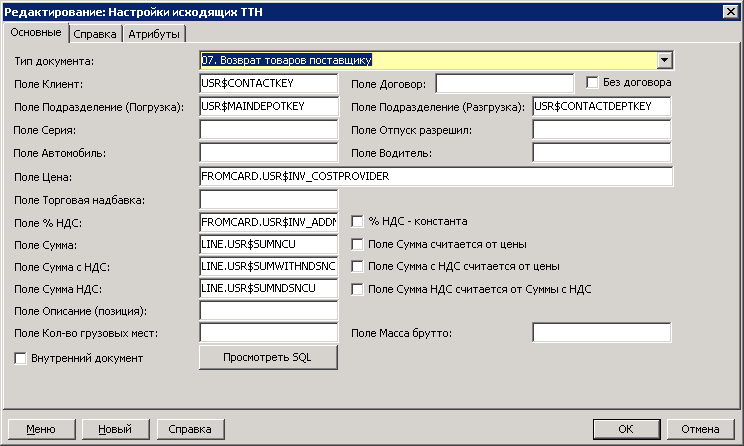 Редактирование: Настройки исходящих ТТН
Основные Справка Атрибуты
Тип документа: 07. Возврат товаров поставщику
Поле Клиент: USR$CONTACTKEY Поле Договор: Без договора
Поле Подразделение (Погрузка): USR$MAINDEPOTKEY Поле Подразделение (Разгрузка): USR$CONTACTDEPTKEY
Поле Серия: Поле Отпуск разрешил:
Поле Автомобиль: Поле Водитель:
Поле Цена: FROMCARD.USR$INV_COSTPROVIDER
Поле Торговая надбавка:
Поле % НДС: FROMCARD.USR$INV_ADDN % НДС - константа
Поле Сумма: LINE.USR$SUMNCU Поле Сумма считается от цены
Поле Сумма с НДС: LINE.USR$SUMWITHNDSNC Поле Сумма с НДС считается от цены
Поле Сумма НДС: LINE.USR$SUMNDSNCU Поле Сумма НДС считается от Суммы с НДС
Поле Описание (позиция):
Поле Кол-во грузовых мест: Поле Масса брутто:
Внутренний документ Просмотреть SQL
Меню Новый Справка ОК Отмена